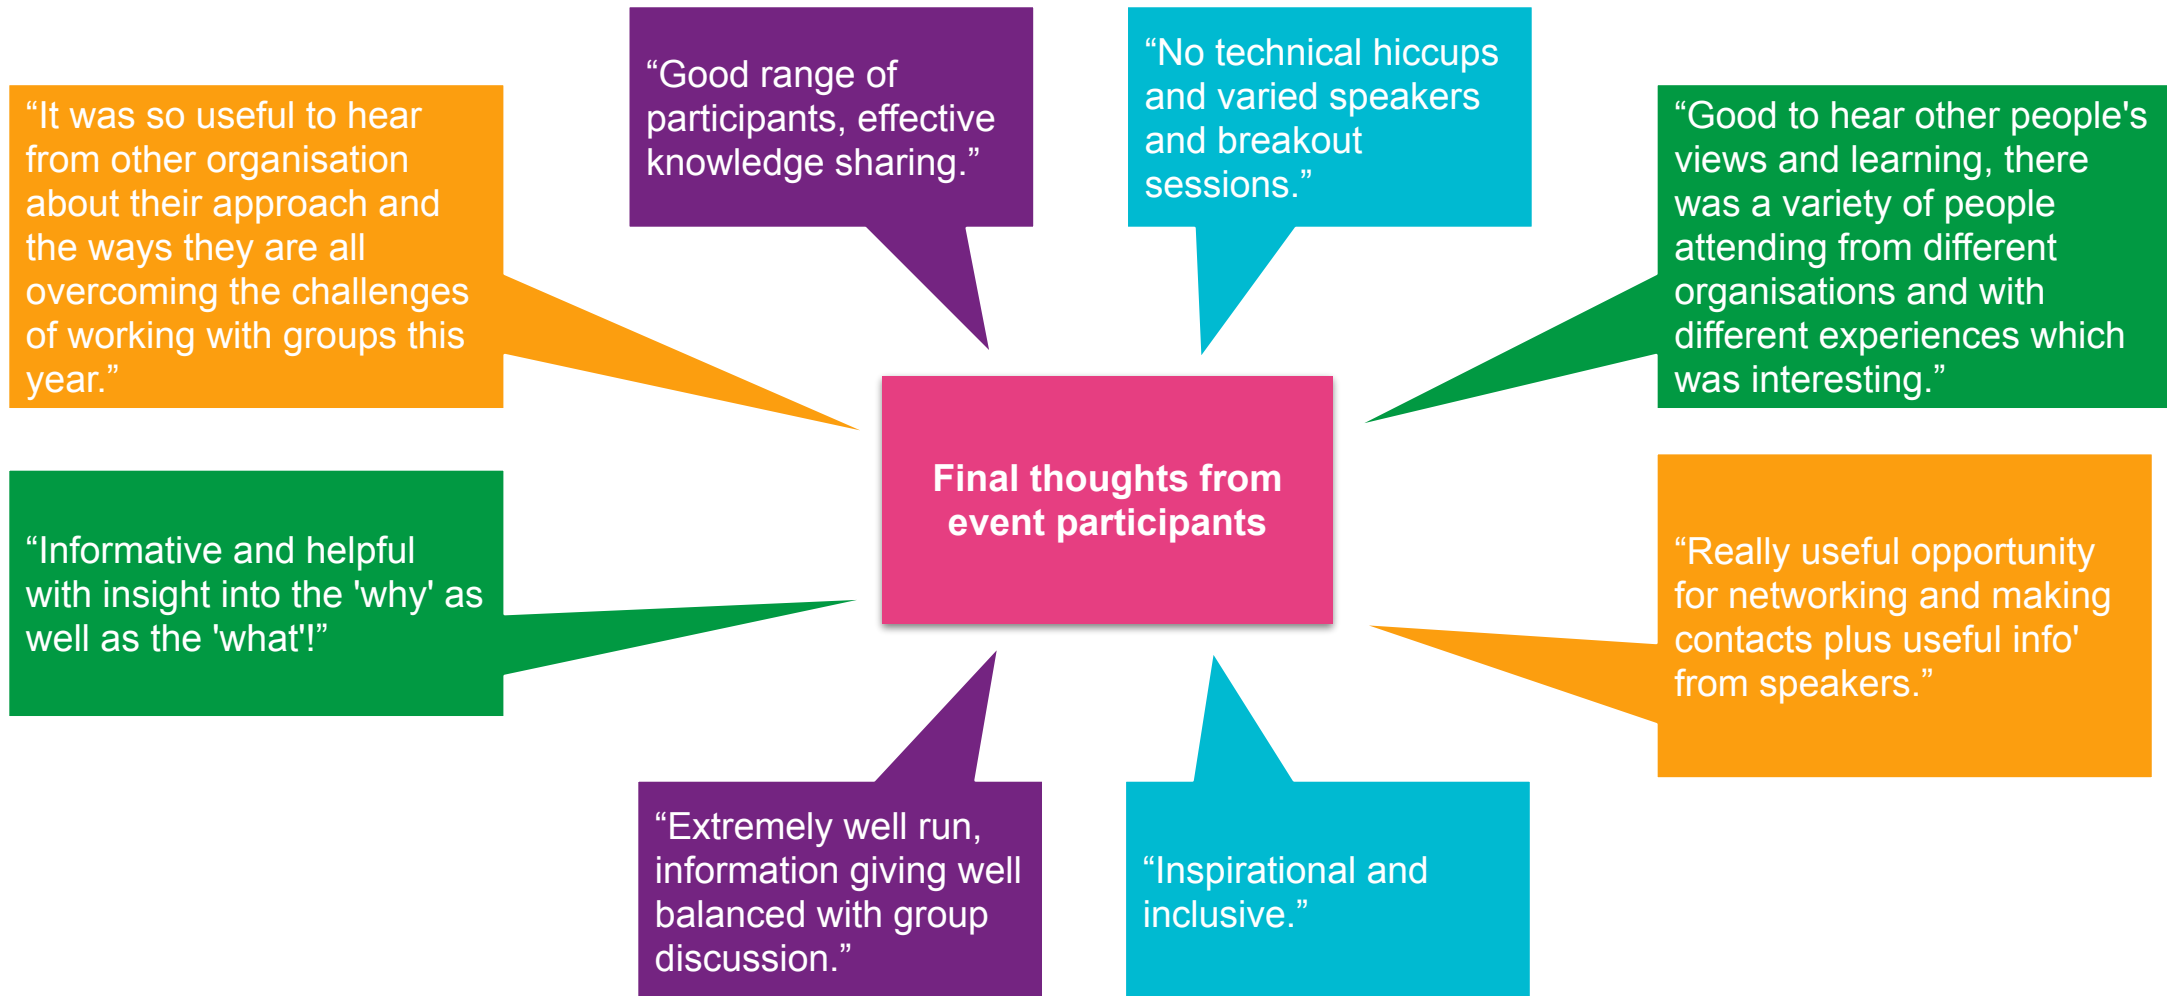 “Good range of
participants, effective
knowledge sharing.”
“No technical hiccups
and varied speakers
and breakout
sessions.”
“It was so useful to hear
from other organisation
about their approach and
the ways they are all
overcoming the challenges
of working with groups this
year.”
“Good to hear other people's
views and learning, there
was a variety of people
attending from different
organisations and with
different experiences which
was interesting.”
Final thoughts from
event participants
“Informative and helpful
with insight into the 'why' as
well as the 'what'!”
“Really useful opportunity
for networking and making
contacts plus useful info'
from speakers.”
“Extremely well run,
information giving well
balanced with group
discussion.”
“Inspirational and
inclusive.”